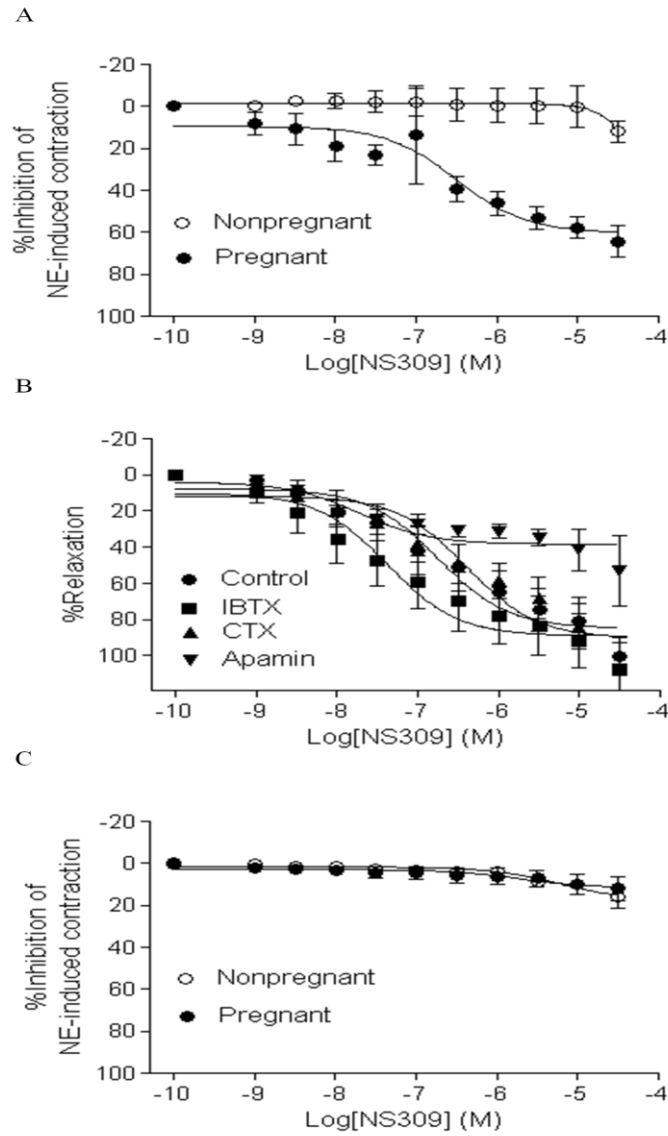 A
%Inhibition of
NE-induced contraction
-20
0
20
40
60
80
100
Nonpregnant
Pregnant
-10 -9 -8 -7 -6 -5 -4
Log[NS309] (M)
B
%Relaxation
-20
0
20
40
60
80
100
Control
IBTX
CTX
Apamin
-10 -9 -8 -7 -6 -5 -4
Log[NS309] (M)
C
%Inhibition of
NE-induced contraction
-20
0
20
40
60
80
100
Nonpregnant
Pregnant
-10 -9 -8 -7 -6 -5 -4
Log[NS309] (M)